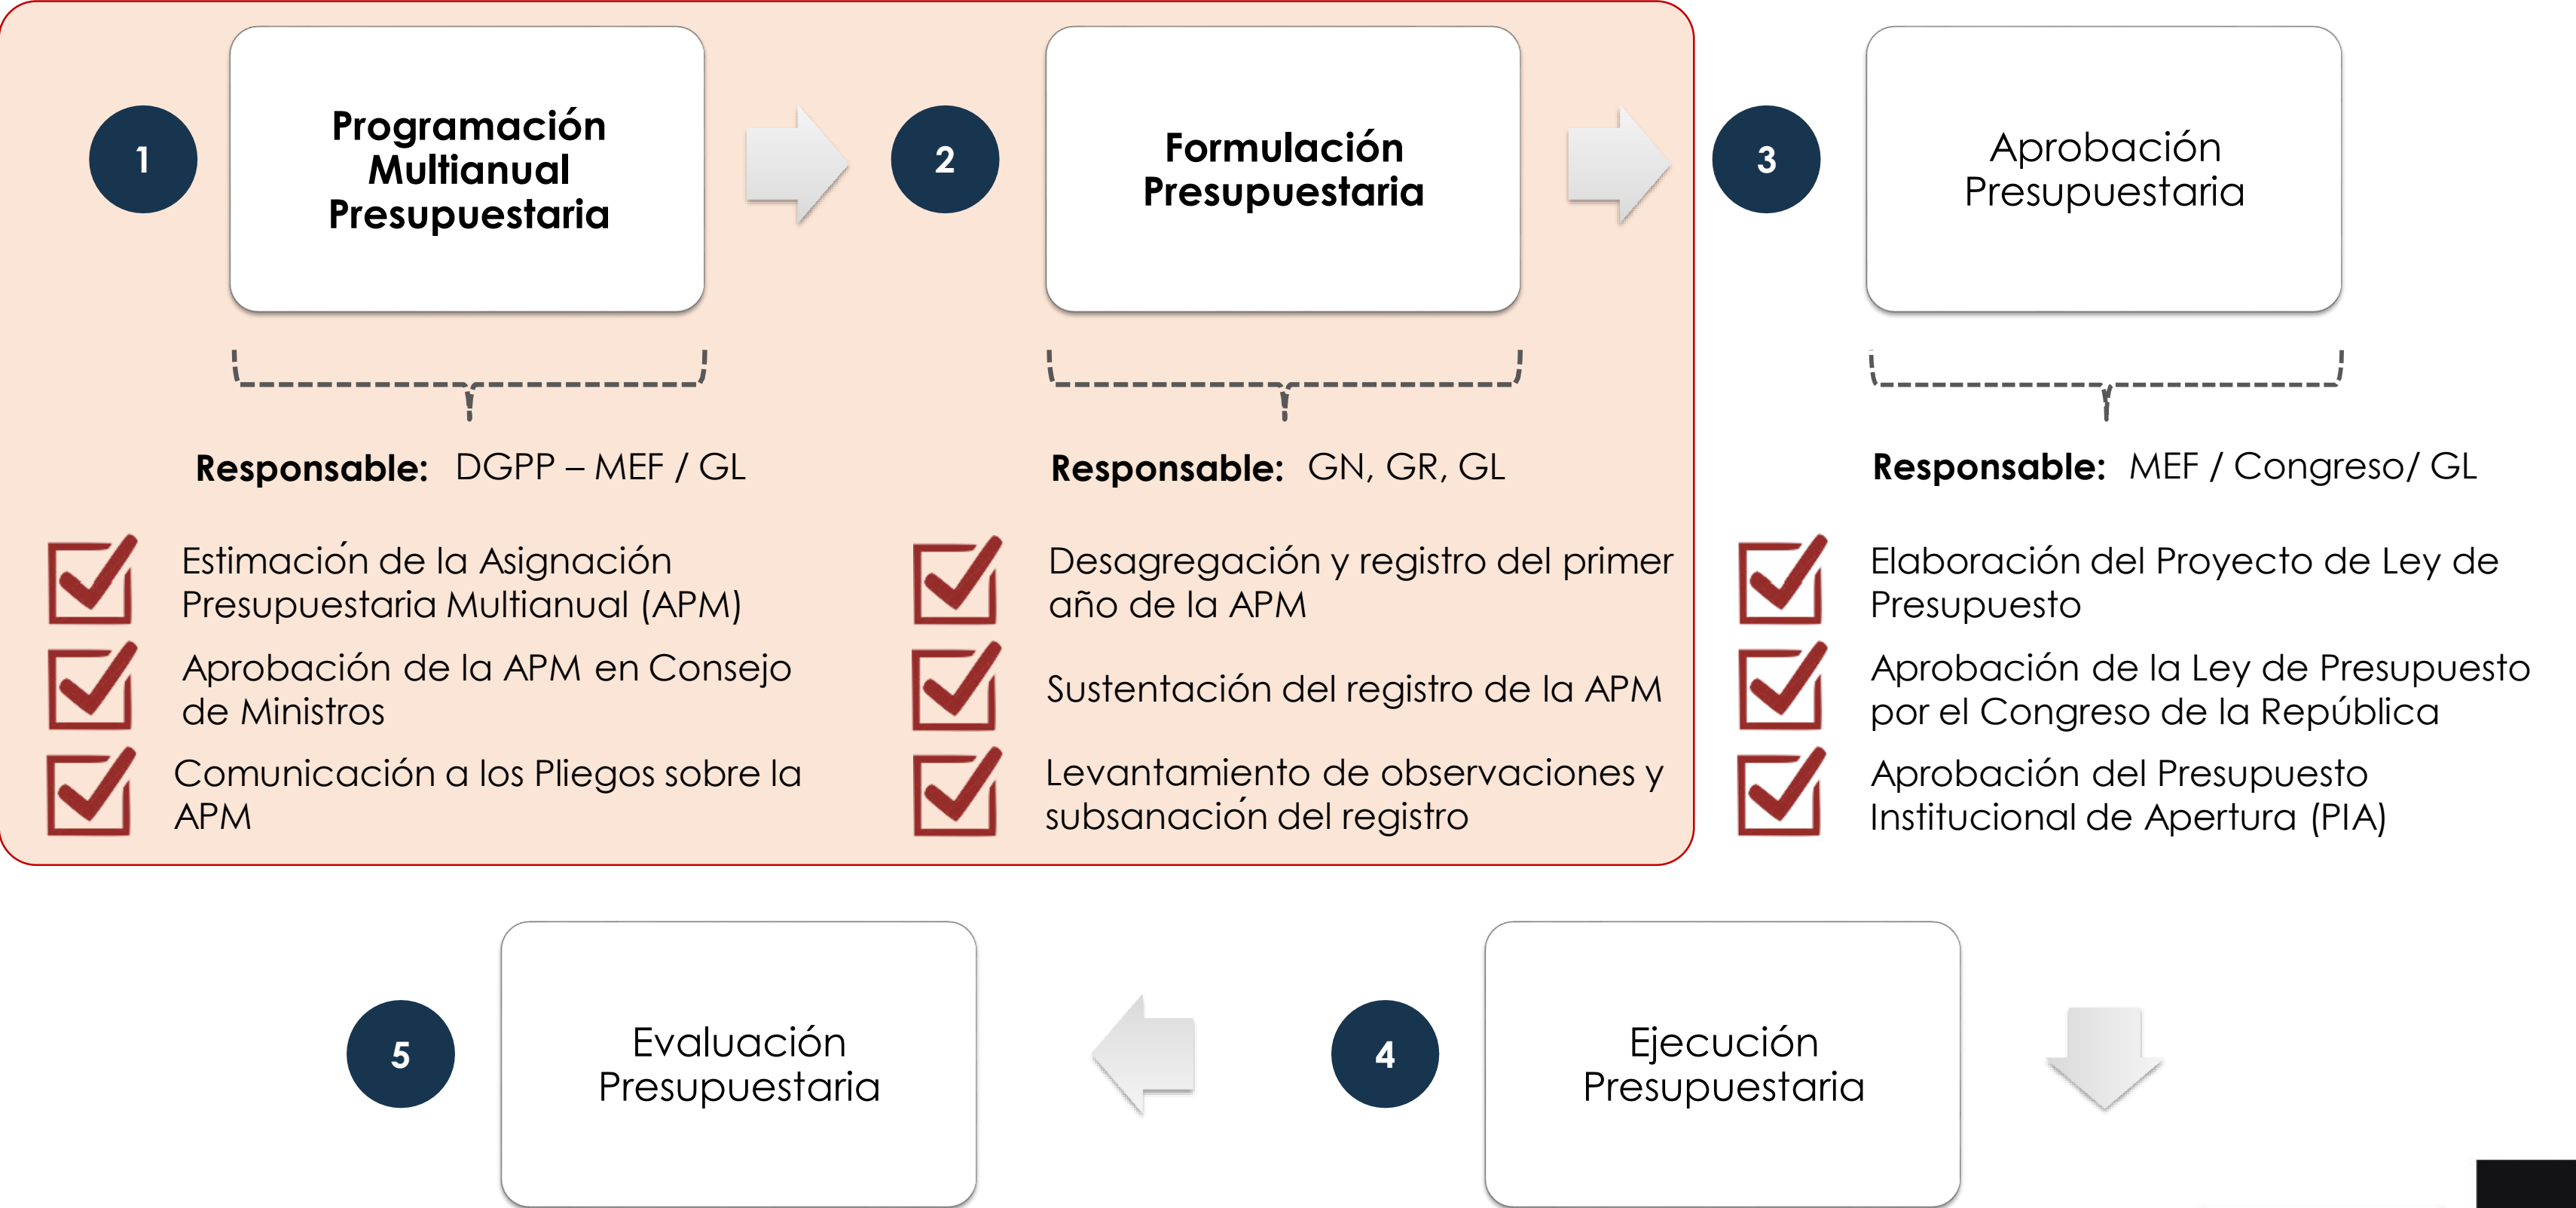 1
Programación
Multianual
Presupuestaria
Responsable: DGPP – MEF / GL
Estimación de la Asignación
Presupuestaria Multianual (APM)
Aprobación de la APM en Consejo
de Ministros
Comunicación a los Pliegos sobre la
APM
2
Formulación
Presupuestaria
Responsable: GN, GR, GL
Desagregación y registro del primer
año de la APM
Sustentación del registro de la APM
Levantamiento de observaciones y
subsanación del registro
3
Aprobación
Presupuestaria
Responsable: MEF / Congreso/ GL
Elaboración del Proyecto de Ley de
Presupuesto
Aprobación de la Ley de Presupuesto
por el Congreso de la República
Aprobación del Presupuesto
Institucional de Apertura (PIA)
4
Ejecución
Presupuestaria
5
Evaluación
Presupuestaria